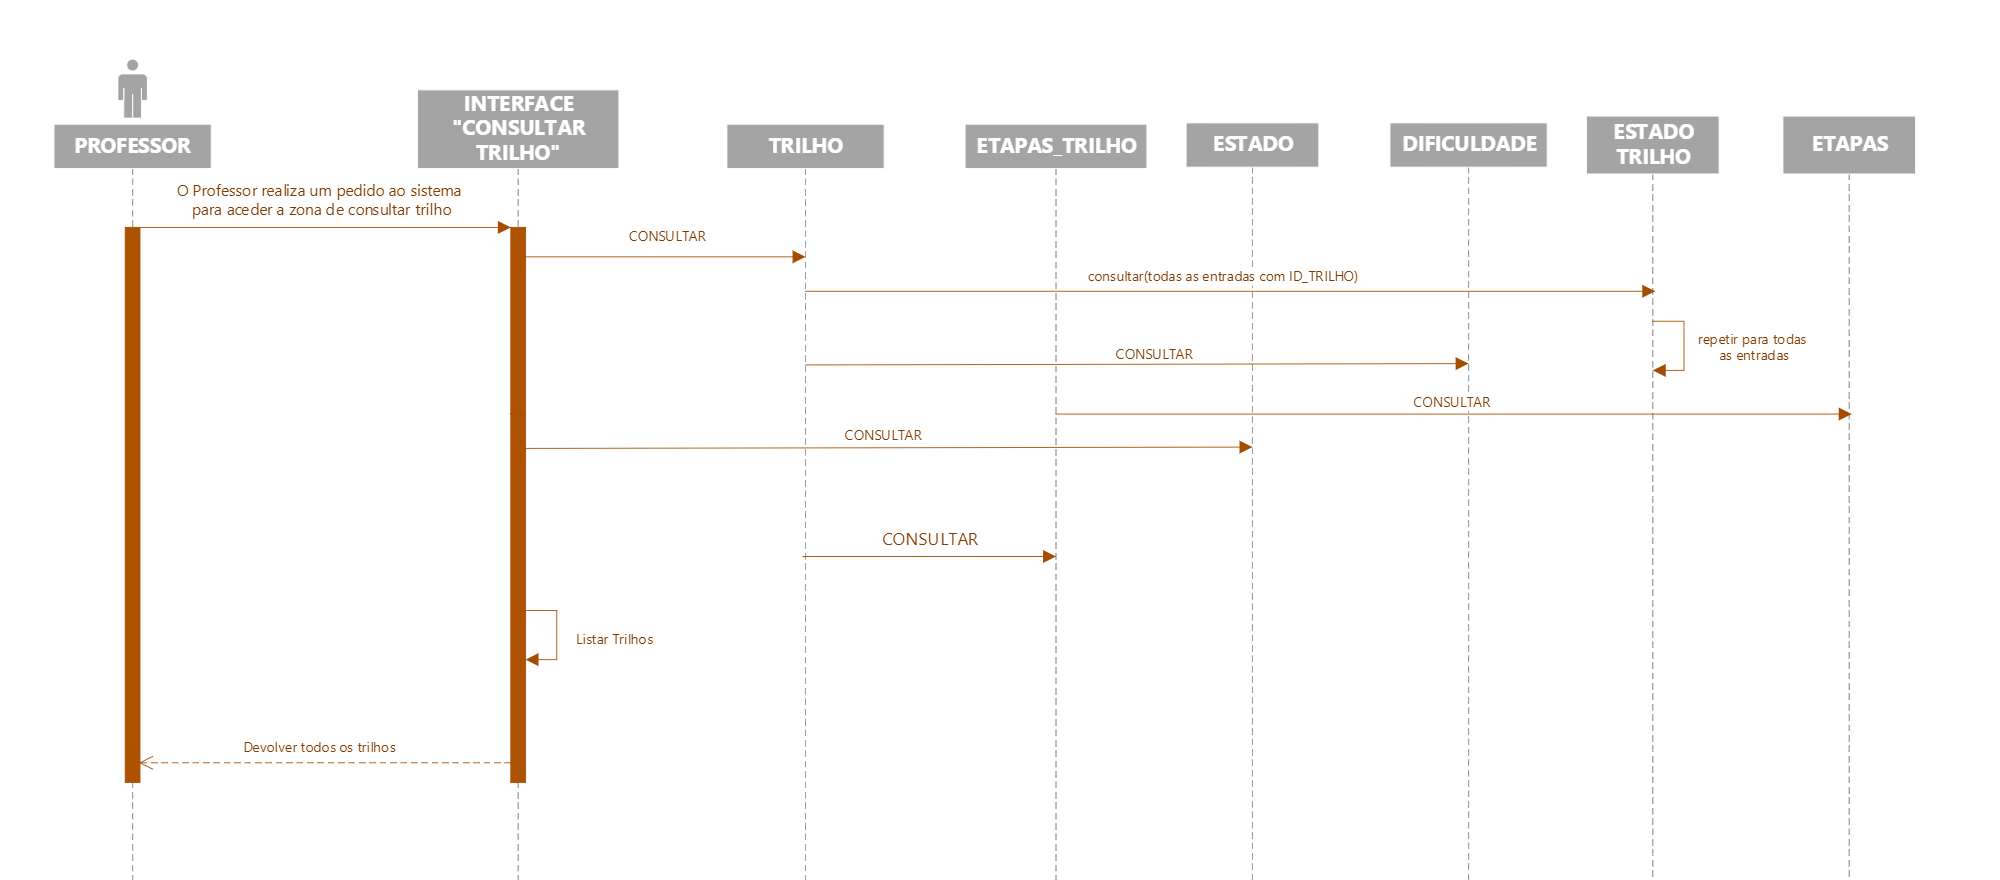 PROFESSOR
INTERFACE
"CONSULTAR
TRILHO"
TRILHO
ETAPAS_TRILHO
ESTADO
DIFICULDADE
ESTADO
TRILHO
ETAPAS
O Professor realiza um pedido ao sistema
para aceder a zona de consultar trilho
CONSULTAR
consultar(todas as entradas com ID_TRILHO)
repetir para todas
as entradas
CONSULTAR
CONSULTAR
CONSULTAR
CONSULTAR
Listar Trilhos
Devolver todos os trilhos